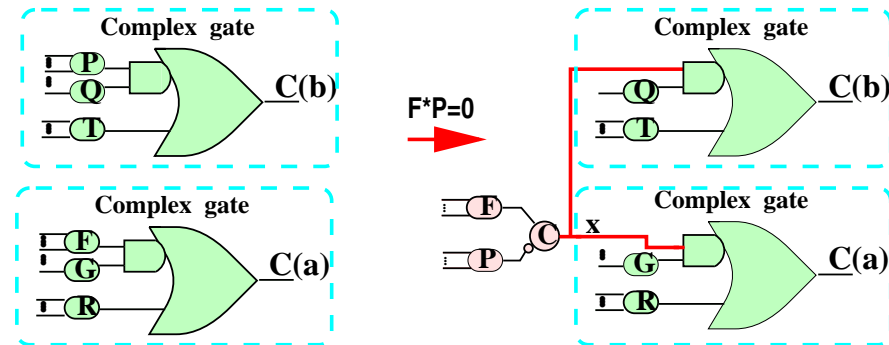 Complex gate
P
Q
T
C(b)
Complex gate
F
G
R
C(a)
F*P=0
Complex gate
Q
T
C(b)
F
P
C
x
Complex gate
G
R
C(a)